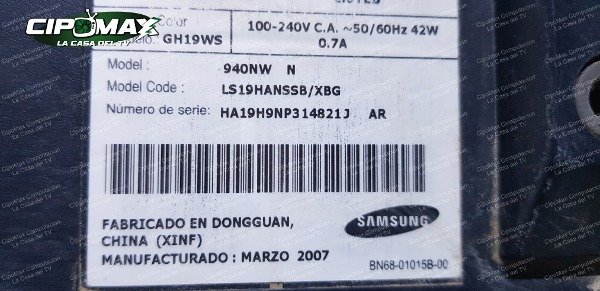 CIPOMAX
LA CASA DEL TV
GH19WS
100-240V C.A. ~50/60Hz 42W
0.7A
Model : 940NW N
Model Code : LS19HANSSB/XBG
Número de serie: HA19H9NP314821J AR
FABRICADO EN DONGGUAN,
CHINA (XINF)
MANUFACTURADO : MARZO 2007
SAMSUNG
BN68-01015B-00